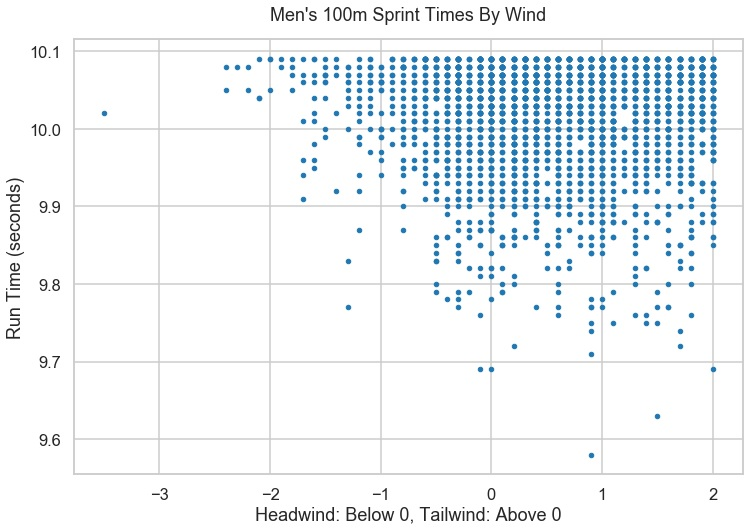 Men's 100m Sprint Times By Wind
10.1
10.0
9.9
9.8
9.7
9.6
Run Time (seconds)
−3 −2 −1 0 1 2
Headwind: Below 0, Tailwind: Above 0